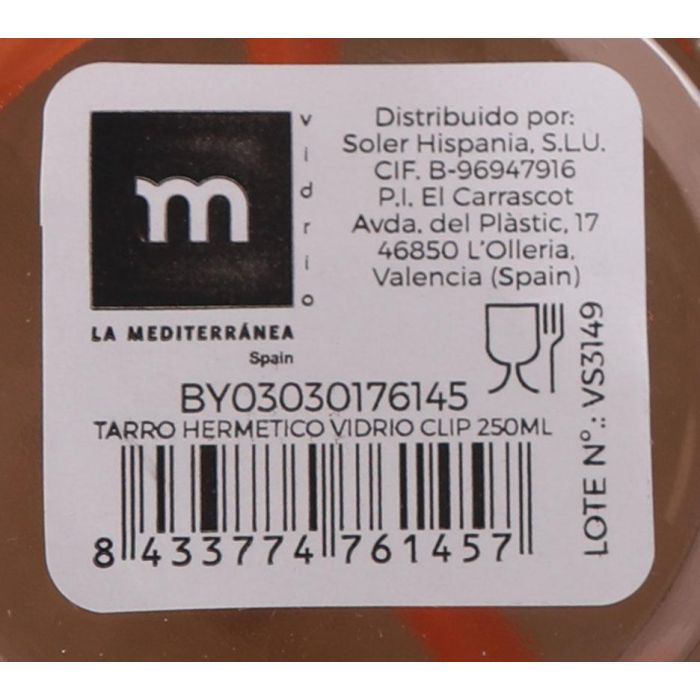 m
vidrio
LA MEDITERRÁNEA
Spain
Distribuido por:
Soler Hispania, S.L.U.
CIF. B-96947916
P.I. El Carrascot
Avda. del Plàstic, 17
46850 L'Olleria,
Valencia (Spain)
LOTE Nº.: VS3149
BY03030176145
TARRO HERMETICO VIDRIO CLIP 250ML
8 433774 761457